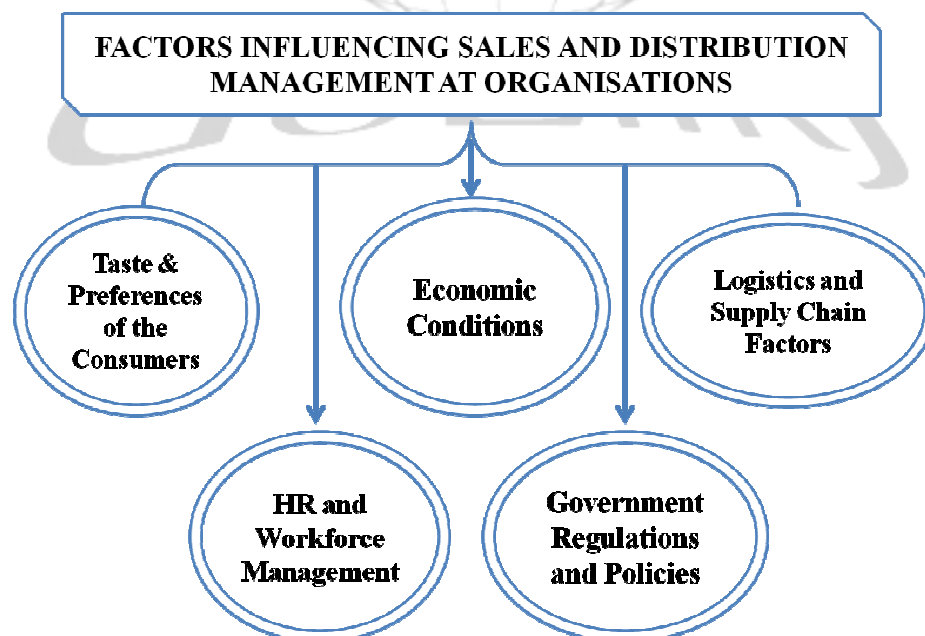 FACTORS INFLUENCING SALES AND DISTRIBUTION
MANAGEMENT AT ORGANISATIONS
Taste &
Preferences
of the
Consumers
Economic
Conditions
Logistics and
Supply Chain
Factors
HR and
Workforce
Management
Government
Regulations
and Policies